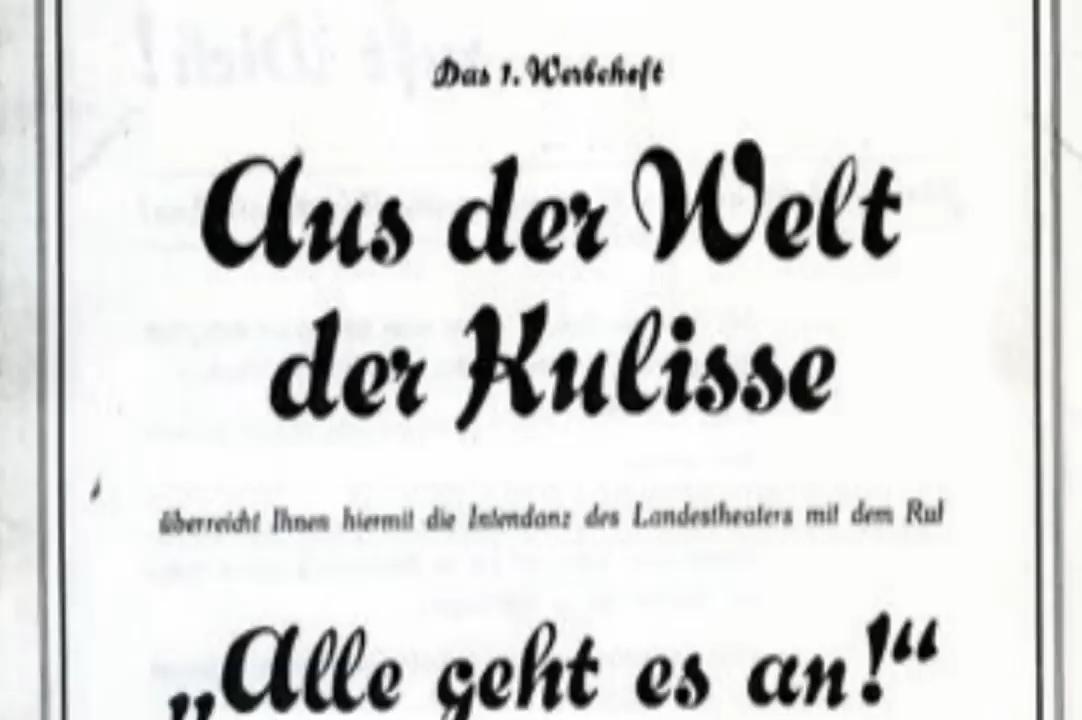 Das 1. Werbeheft
Aus der Welt
der Kulisse
überreicht Ihnen hiermit die Intendanz des Landestheaters mit dem Ruf
„Alle geht es an!“